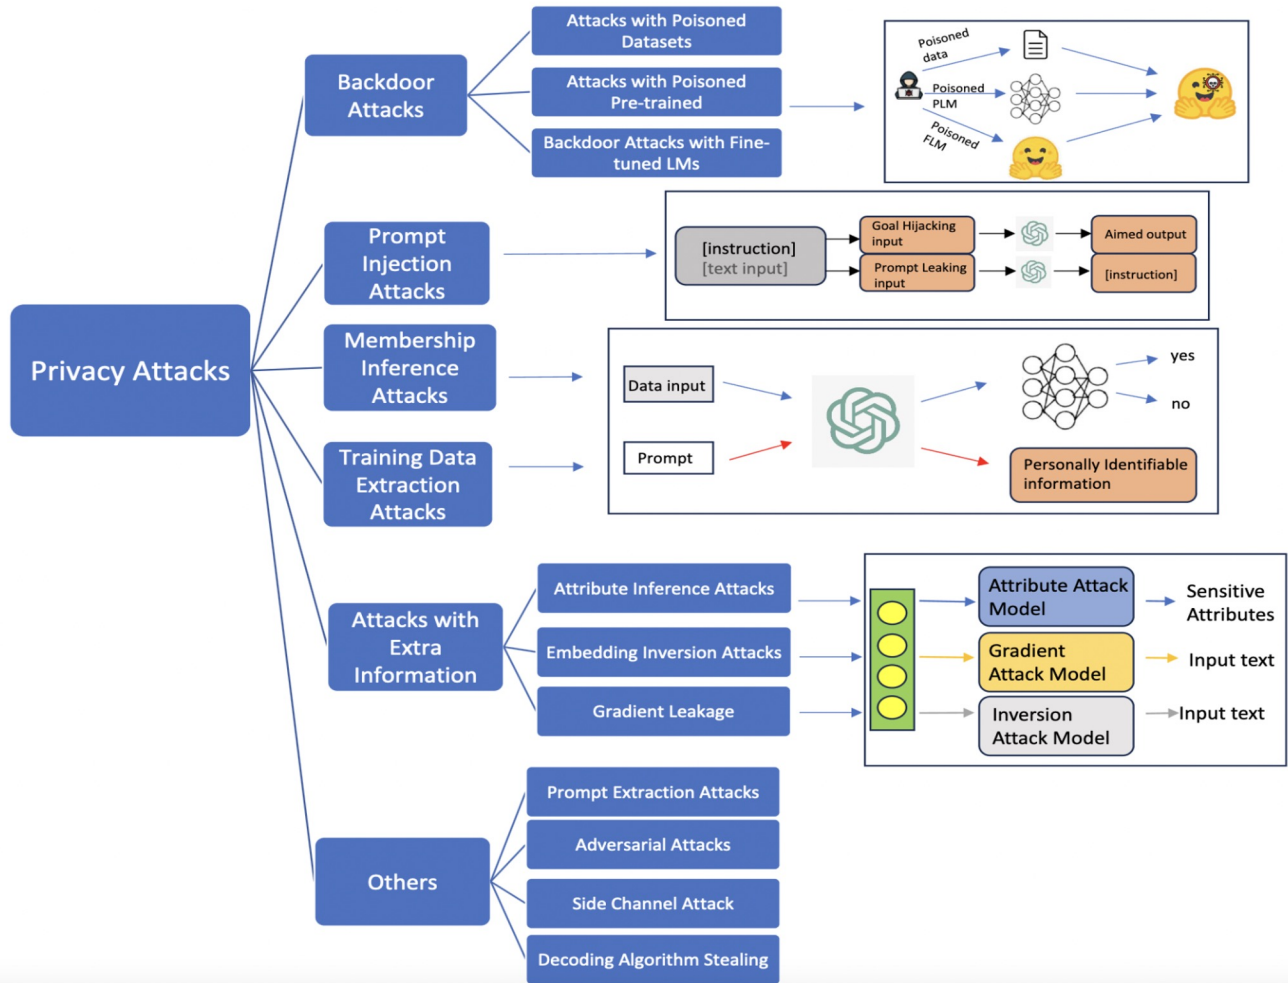 Privacy Attacks
Backdoor
Attacks
Attacks with Poisoned
Datasets
Attacks with Poisoned
Pre-trained
Backdoor Attacks with Fine-
tuned LMs
Poisoned
data
Poisoned
PLM
Poisoned
FLM
Prompt
Injection
Attacks
[instruction]
[text input]
Goal Hijacking
input
Aimed output
Prompt Leaking
input
[instruction]
Membership
Inference
Attacks
Training Data
Extraction
Attacks
Data input
Prompt
yes
no
Personally Identifiable
information
Attacks with
Extra
Information
Attribute Inference Attacks
Embedding Inversion Attacks
Gradient Leakage
Attribute Attack
Model
Sensitive
Attributes
Gradient
Attack Model
Input text
Inversion
Attack Model
Input text
Others
Prompt Extraction Attacks
Adversarial Attacks
Side Channel Attack
Decoding Algorithm Stealing